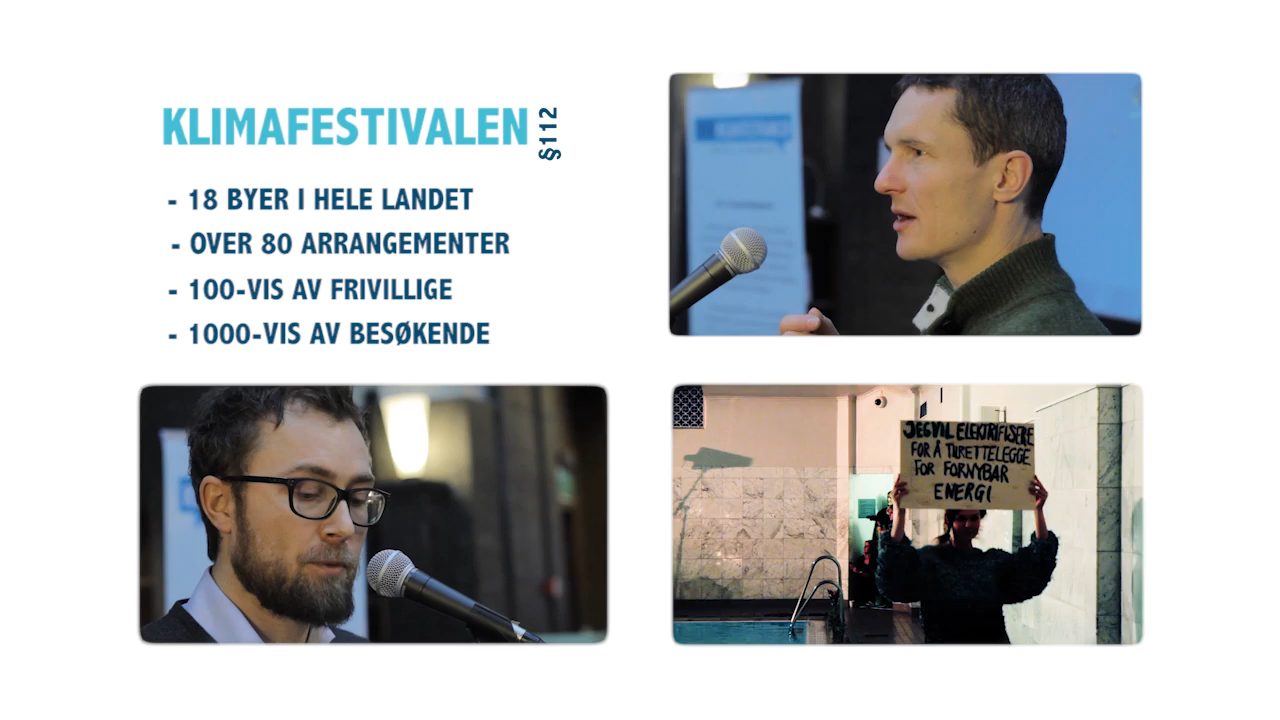 KLIMAFESTIVALEN §112
- 18 BYER I HELE LANDET
- OVER 80 ARRANGEMENTER
- 100-VIS AV FRIVILLIGE
- 1000-VIS AV BESØKENDE
JEG VIL ELEKTRIFISERE
FOR Å TILRETTELEGGE
FOR FORNYBAR
ENERGI